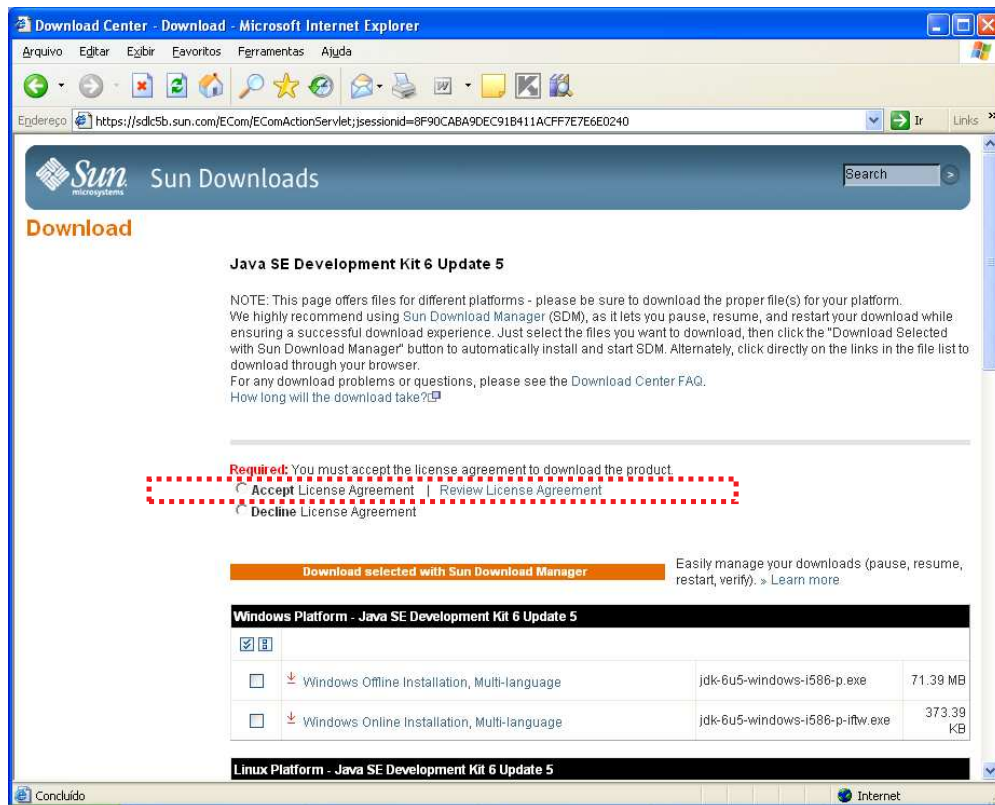 Download Center - Download - Microsoft Internet Explorer
Arquivo Editar Exibir Favoritos Ferramentas Ajuda
Endereço https://sdlc5b.sun.com/ECom/EComActionServlet;jsessionid=8F90CABA9DEC91B411ACFF7E7E6E0240 Ir Links »
Sun microsystems Sun Downloads Search
Download
Java SE Development Kit 6 Update 5
NOTE: This page offers files for different platforms - please be sure to download the proper file(s) for your platform.
We highly recommend using Sun Download Manager (SDM), as it lets you pause, resume, and restart your download while
ensuring a successful download experience. Just select the files you want to download, then click the "Download Selected
with Sun Download Manager" button to automatically install and start SDM. Alternately, click directly on the links in the file list to
download through your browser.
For any download problems or questions, please see the Download Center FAQ.
How long will the download take?
Required: You must accept the license agreement to download the product.
Accept License Agreement | Review License Agreement
Decline License Agreement
Download selected with Sun Download Manager
Easily manage your downloads (pause, resume,
restart, verify). » Learn more
Windows Platform - Java SE Development Kit 6 Update 5
Windows Offline Installation, Multi-language jdk-6u5-windows-i586-p.exe 71.39 MB
Windows Online Installation, Multi-language jdk-6u5-windows-i586-p-iftw.exe 373.39 KB
Linux Platform - Java SE Development Kit 6 Update 5
Concluído Internet